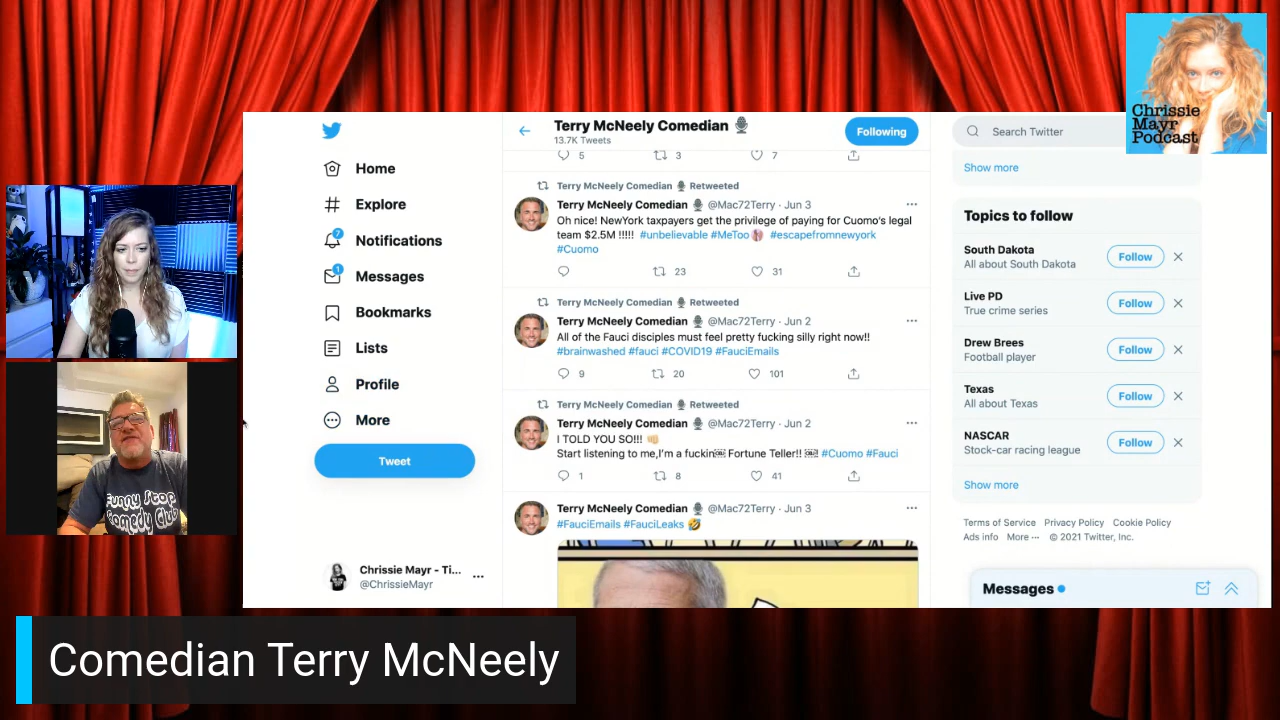 Chrissie
Mayr
Podcast
Home
Explore
7
Notifications
1
Messages
Bookmarks
Lists
Profile
More
Tweet
Chrissie Mayr - Ti...
@ChrissieMayr
Terry McNeely Comedian 🎙️
13.7K Tweets
Following
5 3 7
Terry McNeely Comedian 🎙️ Retweeted
Terry McNeely Comedian 🎙️ @Mac72Terry · Jun 3
Oh nice! NewYork taxpayers get the privilege of paying for Cuomo's legal
team $2.5M !!!!! #unbelievable #MeToo #escapefromnewyork
#Cuomo
23 31
Terry McNeely Comedian 🎙️ Retweeted
Terry McNeely Comedian 🎙️ @Mac72Terry · Jun 2
All of the Fauci disciples must feel pretty fucking silly right now!!
#brainwashed #fauci #COVID19 #FauciEmails
9 20 101
Terry McNeely Comedian 🎙️ Retweeted
Terry McNeely Comedian 🎙️ @Mac72Terry · Jun 2
I TOLD YOU SO!!! 👊🏼
Start listening to me,I'm a fuckin Fortune Teller!! #Cuomo #Fauci
1 8 41
Terry McNeely Comedian 🎙️ @Mac72Terry · Jun 3
#FauciEmails #FauciLeaks 🤣
Search Twitter
Show more
Topics to follow
South Dakota
All about South Dakota
Follow
Live PD
True crime series
Follow
Drew Brees
Football player
Follow
Texas
All about Texas
Follow
NASCAR
Stock-car racing league
Follow
Show more
Terms of Service Privacy Policy Cookie Policy
Ads info More ··· © 2021 Twitter, Inc.
Messages
Funny Stop
Comedy Club
Comedian Terry McNeely